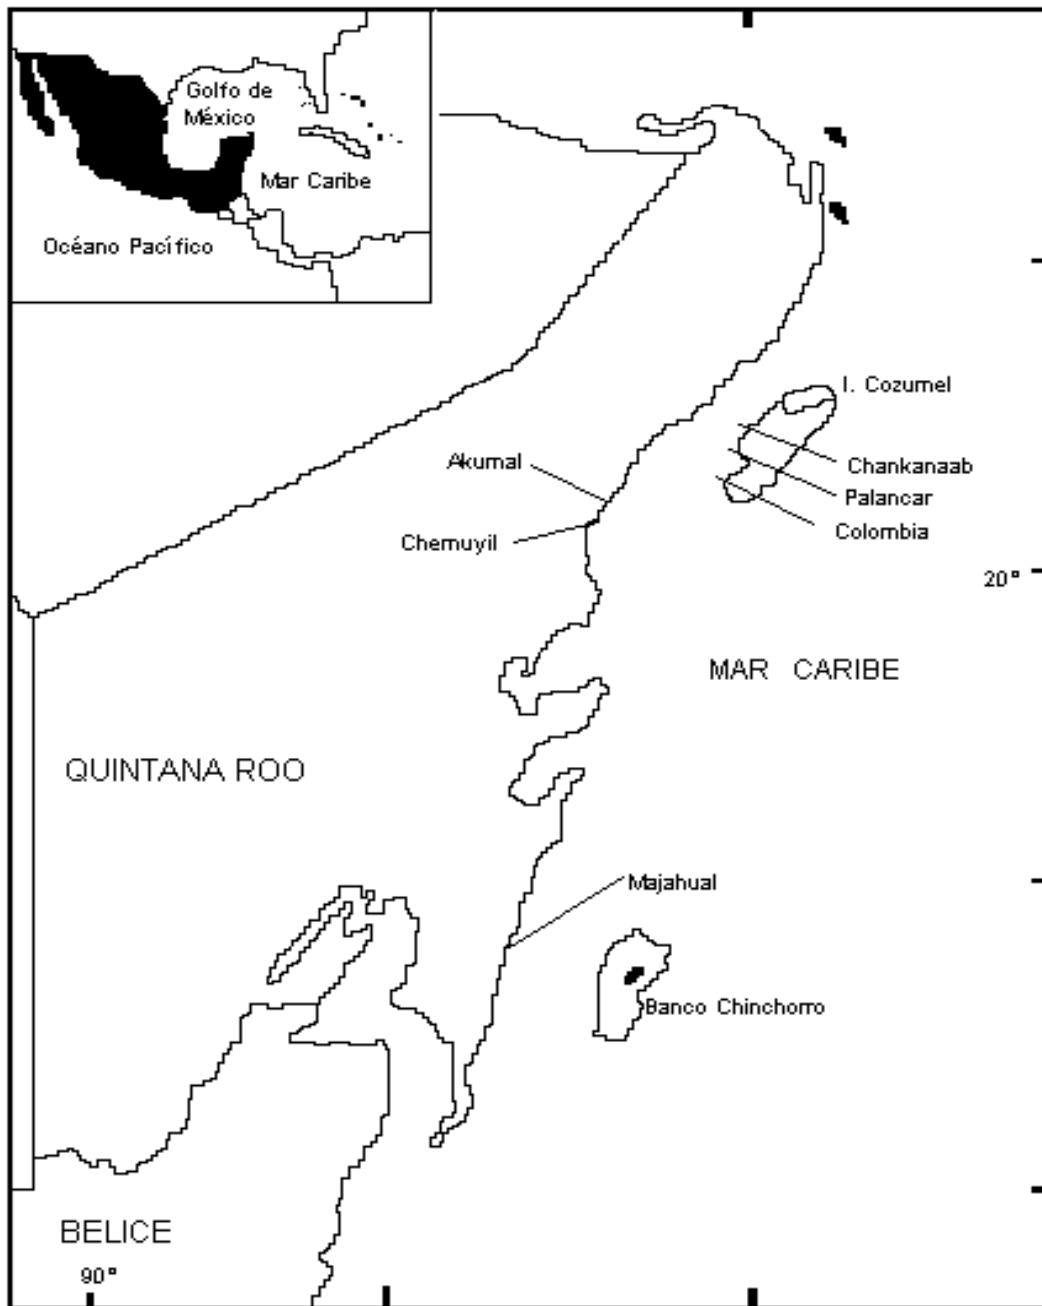 Golfo de
México
Mar Caribe
Océano Pacífico
I. Cozumel
Akumal
Chankanaab
Palancar
Colombia
Chemuyil
20°
MAR CARIBE
QUINTANA ROO
Majahual
Banco Chinchorro
BELICE
90°